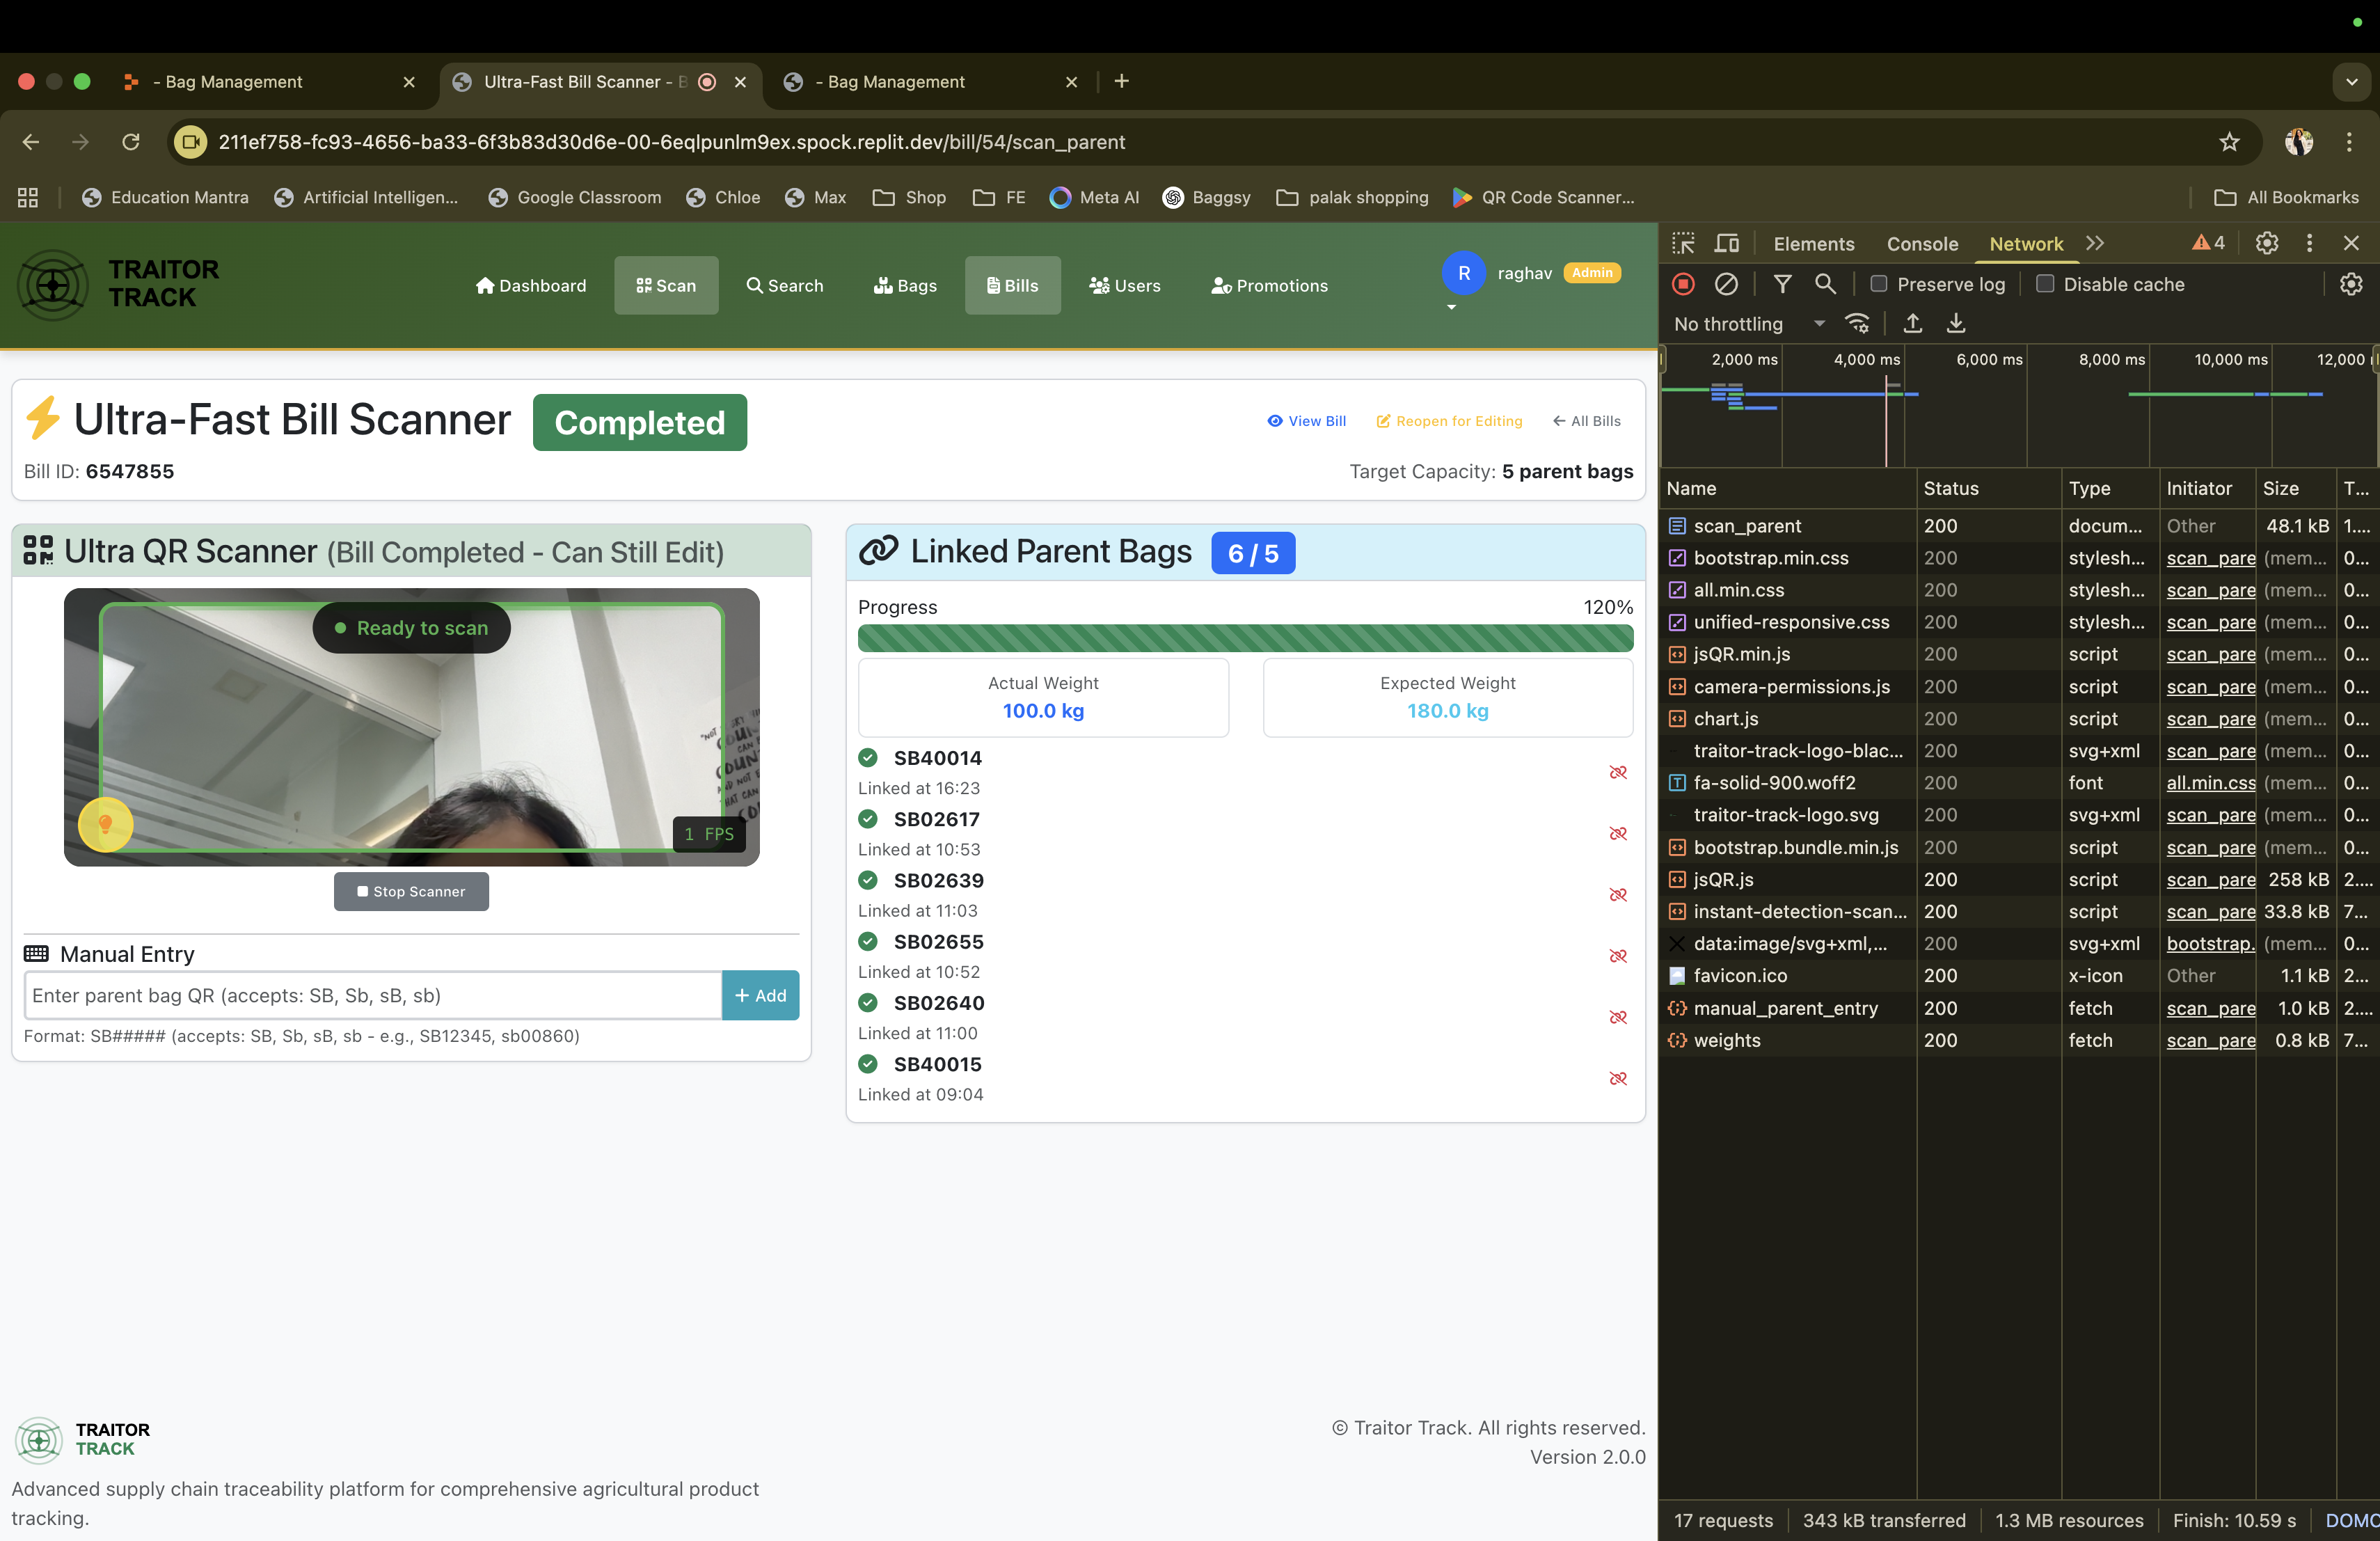 - Bag Management
Ultra-Fast Bill Scanner - B
- Bag Management
211ef758-fc93-4656-ba33-6f3b83d30d6e-00-6eqlpunlm9ex.spock.replit.dev/bill/54/scan_parent
Education Mantra
Artificial Intelligen...
Google Classroom
Chloe
Max
Shop
FE
Meta AI
Baggsy
palak shopping
QR Code Scanner...
All Bookmarks
TRAITOR
TRACK
Dashboard
Scan
Search
Bags
Bills
Users
Promotions
R
raghav
Admin
Ultra-Fast Bill Scanner
Completed
View Bill
Reopen for Editing
← All Bills
Bill ID: 6547855
Target Capacity: 5 parent bags
Ultra QR Scanner (Bill Completed - Can Still Edit)
Ready to scan
1 FPS
Stop Scanner
Manual Entry
Enter parent bag QR (accepts: SB, Sb, sB, sb)
+ Add
Format: SB##### (accepts: SB, Sb, sB, sb - e.g., SB12345, sb00860)
Linked Parent Bags
6 / 5
Progress
120%
Actual Weight
100.0 kg
Expected Weight
180.0 kg
SB40014
Linked at 16:23
SB02617
Linked at 10:53
SB02639
Linked at 11:03
SB02655
Linked at 10:52
SB02640
Linked at 11:00
SB40015
Linked at 09:04
TRAITOR
TRACK
Advanced supply chain traceability platform for comprehensive agricultural product
tracking.
© Traitor Track. All rights reserved.
Version 2.0.0
Elements
Console
Network
4
Preserve log
Disable cache
No throttling
2,000 ms
4,000 ms
6,000 ms
8,000 ms
10,000 ms
12,000
Name Status Type Initiator Size T...
scan_parent 200 docum... Other 48.1 kB 1....
bootstrap.min.css 200 stylesh... scan_pare (mem... 0...
all.min.css 200 stylesh... scan_pare (mem... 0...
unified-responsive.css 200 stylesh... scan_pare (mem... 0...
jsQR.min.js 200 script scan_pare (mem... 0...
camera-permissions.js 200 script scan_pare (mem... 0...
chart.js 200 script scan_pare (mem... 0...
traitor-track-logo-blac... 200 svg+xml scan_pare (mem... 0...
fa-solid-900.woff2 200 font all.min.css (mem... 0...
traitor-track-logo.svg 200 svg+xml scan_pare (mem... 0...
bootstrap.bundle.min.js 200 script scan_pare (mem... 0...
jsQR.js 200 script scan_pare 258 kB 2....
instant-detection-scan... 200 script scan_pare 33.8 kB 7...
data:image/svg+xml,... 200 svg+xml bootstrap. (mem... 0...
favicon.ico 200 x-icon Other 1.1 kB 2....
manual_parent_entry 200 fetch scan_pare 1.0 kB 2....
weights 200 fetch scan_pare 0.8 kB 7...
17 requests
343 kB transferred
1.3 MB resources
Finish: 10.59 s
DOMC